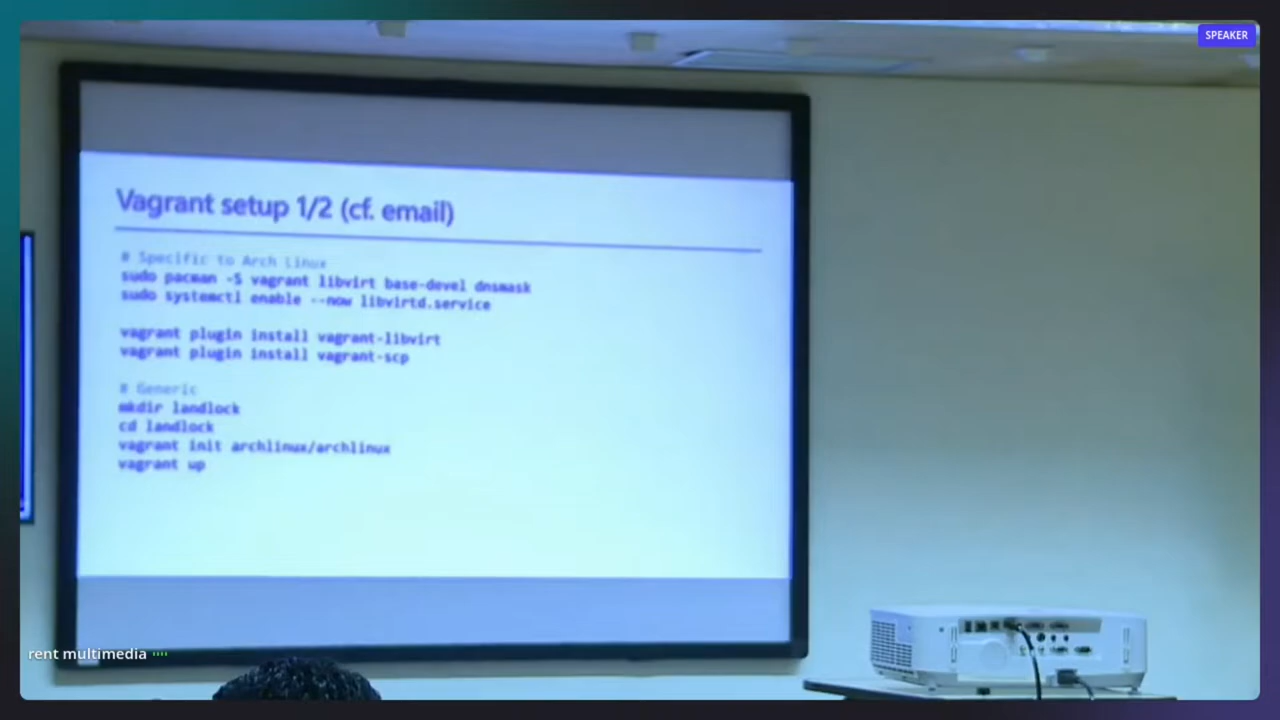 SPEAKER
Vagrant setup 1/2 (cf. email)
# Specific to Arch Linux
sudo pacman -S vagrant libvirt base-devel dnsmask
sudo systemctl enable --now libvirtd.service
vagrant plugin install vagrant-libvirt
vagrant plugin install vagrant-scp
# Generic
mkdir landlock
cd landlock
vagrant init archlinux/archlinux
vagrant up
rent multimedia